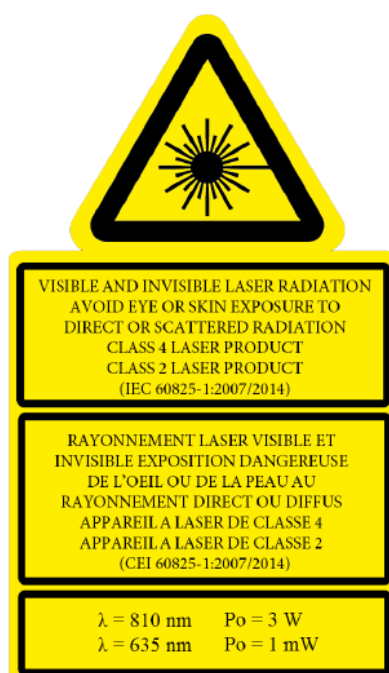 VISIBLE AND INVISIBLE LASER RADIATION
AVOID EYE OR SKIN EXPOSURE TO
DIRECT OR SCATTERED RADIATION
CLASS 4 LASER PRODUCT
CLASS 2 LASER PRODUCT
(IEC 60825-1:2007/2014)
RAYONNEMENT LASER VISIBLE ET
INVISIBLE EXPOSITION DANGEREUSE
DE L'OEIL OU DE LA PEAU AU
RAYONNEMENT DIRECT OU DIFFUS
APPAREIL A LASER DE CLASSE 4
APPAREIL A LASER DE CLASSE 2
(CEI 60825-1:2007/2014)
λ = 810 nm Po = 3 W
λ = 635 nm Po = 1 mW